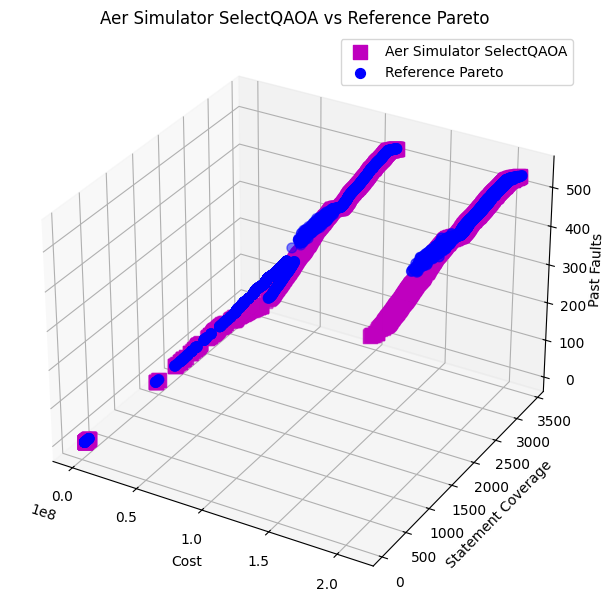 Aer Simulator SelectQAOA vs Reference Pareto
Aer Simulator SelectQAOA
Reference Pareto
500
400
300
200
100
0
Past Faults
3500
3000
2500
2000
1500
1000
500
0
Statement Coverage
0.0
0.5
1.0
1.5
2.0
1e8
Cost